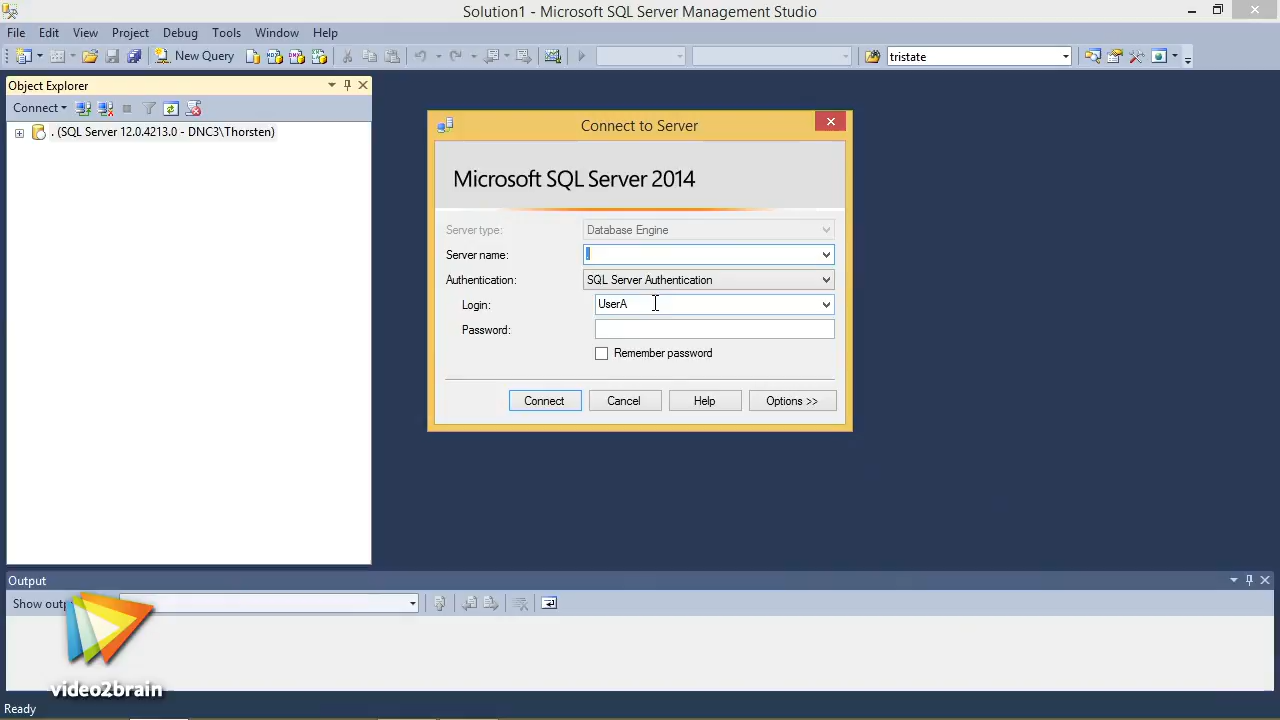 Solution1 - Microsoft SQL Server Management Studio
File Edit View Project Debug Tools Window Help
New Query
tristate
Object Explorer
Connect
. (SQL Server 12.0.4213.0 - DNC3\Thorsten)
Connect to Server
Microsoft SQL Server 2014
Server type: Database Engine
Server name: .
Authentication: SQL Server Authentication
Login: UserA
Password:
Remember password
Connect Cancel Help Options >>
Output
Show outp
video2brain
Ready